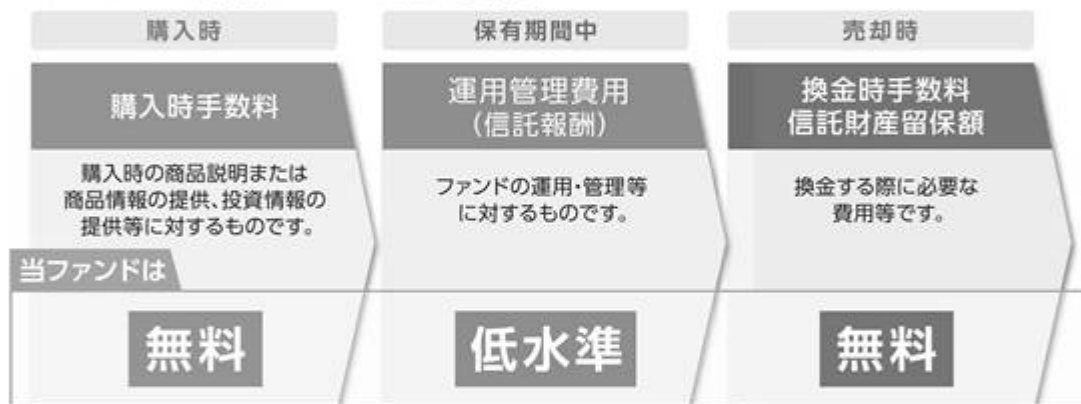 購入時
保有期間中
売却時
購入時手数料
運用管理費用
(信託報酬)
換金時手数料
信託財産留保額
購入時の商品説明または
商品情報の提供、投資情報の
提供等に対するものです。
ファンドの運用・管理等
に対するものです。
換金する際に必要な
費用等です。
当ファンドは
無料
低水準
無料